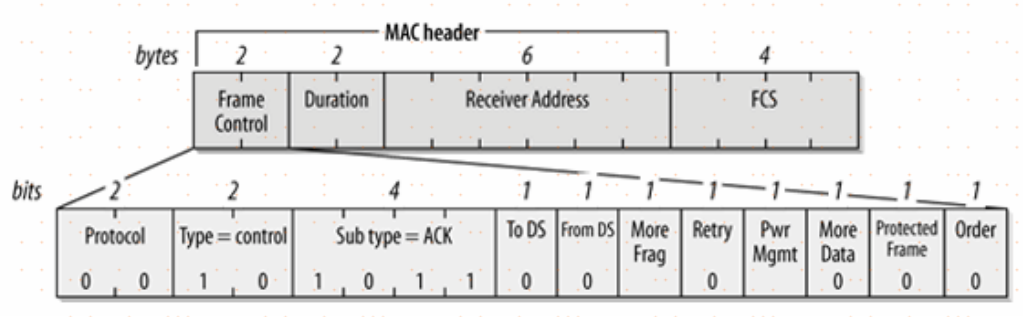 MAC header
bytes 2 2 6 4
Frame Control Duration Receiver Address FCS
bits 2 2 4 1 1 1 1 1 1 1 1
Protocol Type = control Sub type = ACK To DS From DS More Frag Retry Pwr Mgmt More Data Protected Frame Order
0 0 1 0 1 0 1 1 0 0 0 0 0 0